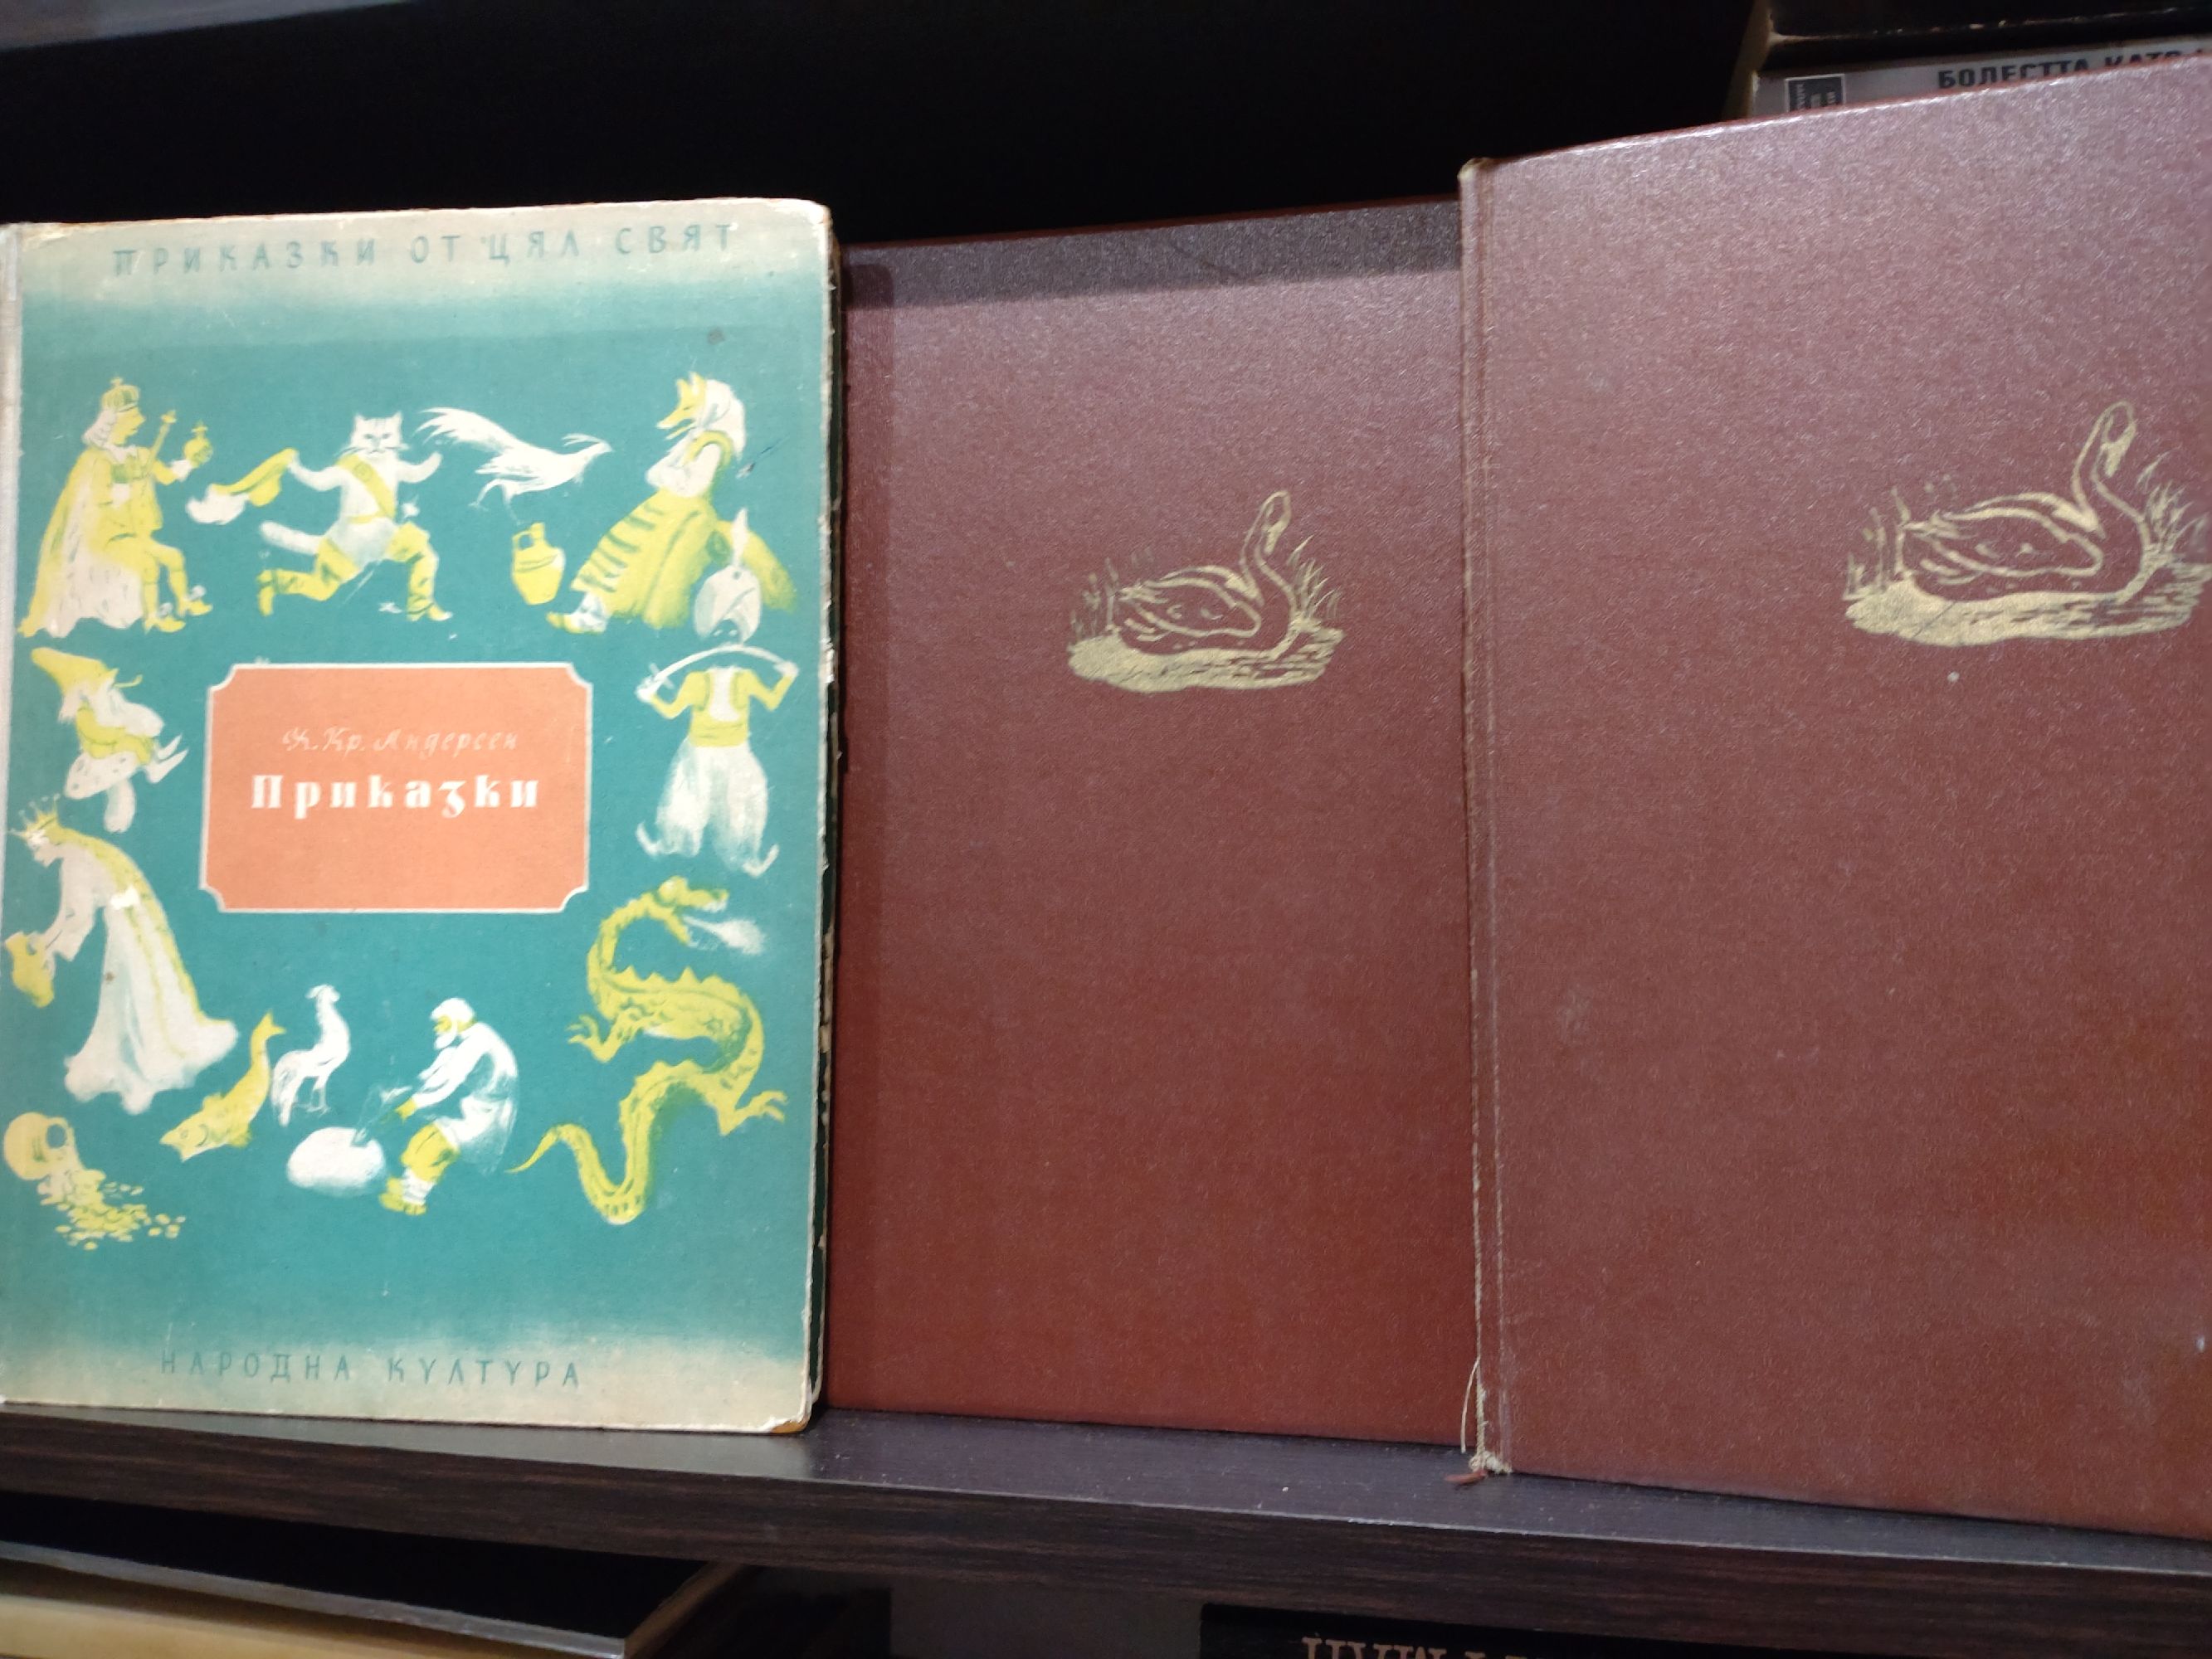 ПРИКАЗКИ ОТ ЦЯЛ СВЯТ
Х. Кр. Андерсен
Приказки
НАРОДНА КУЛТУРА
БОЛЕСТТА КАТО